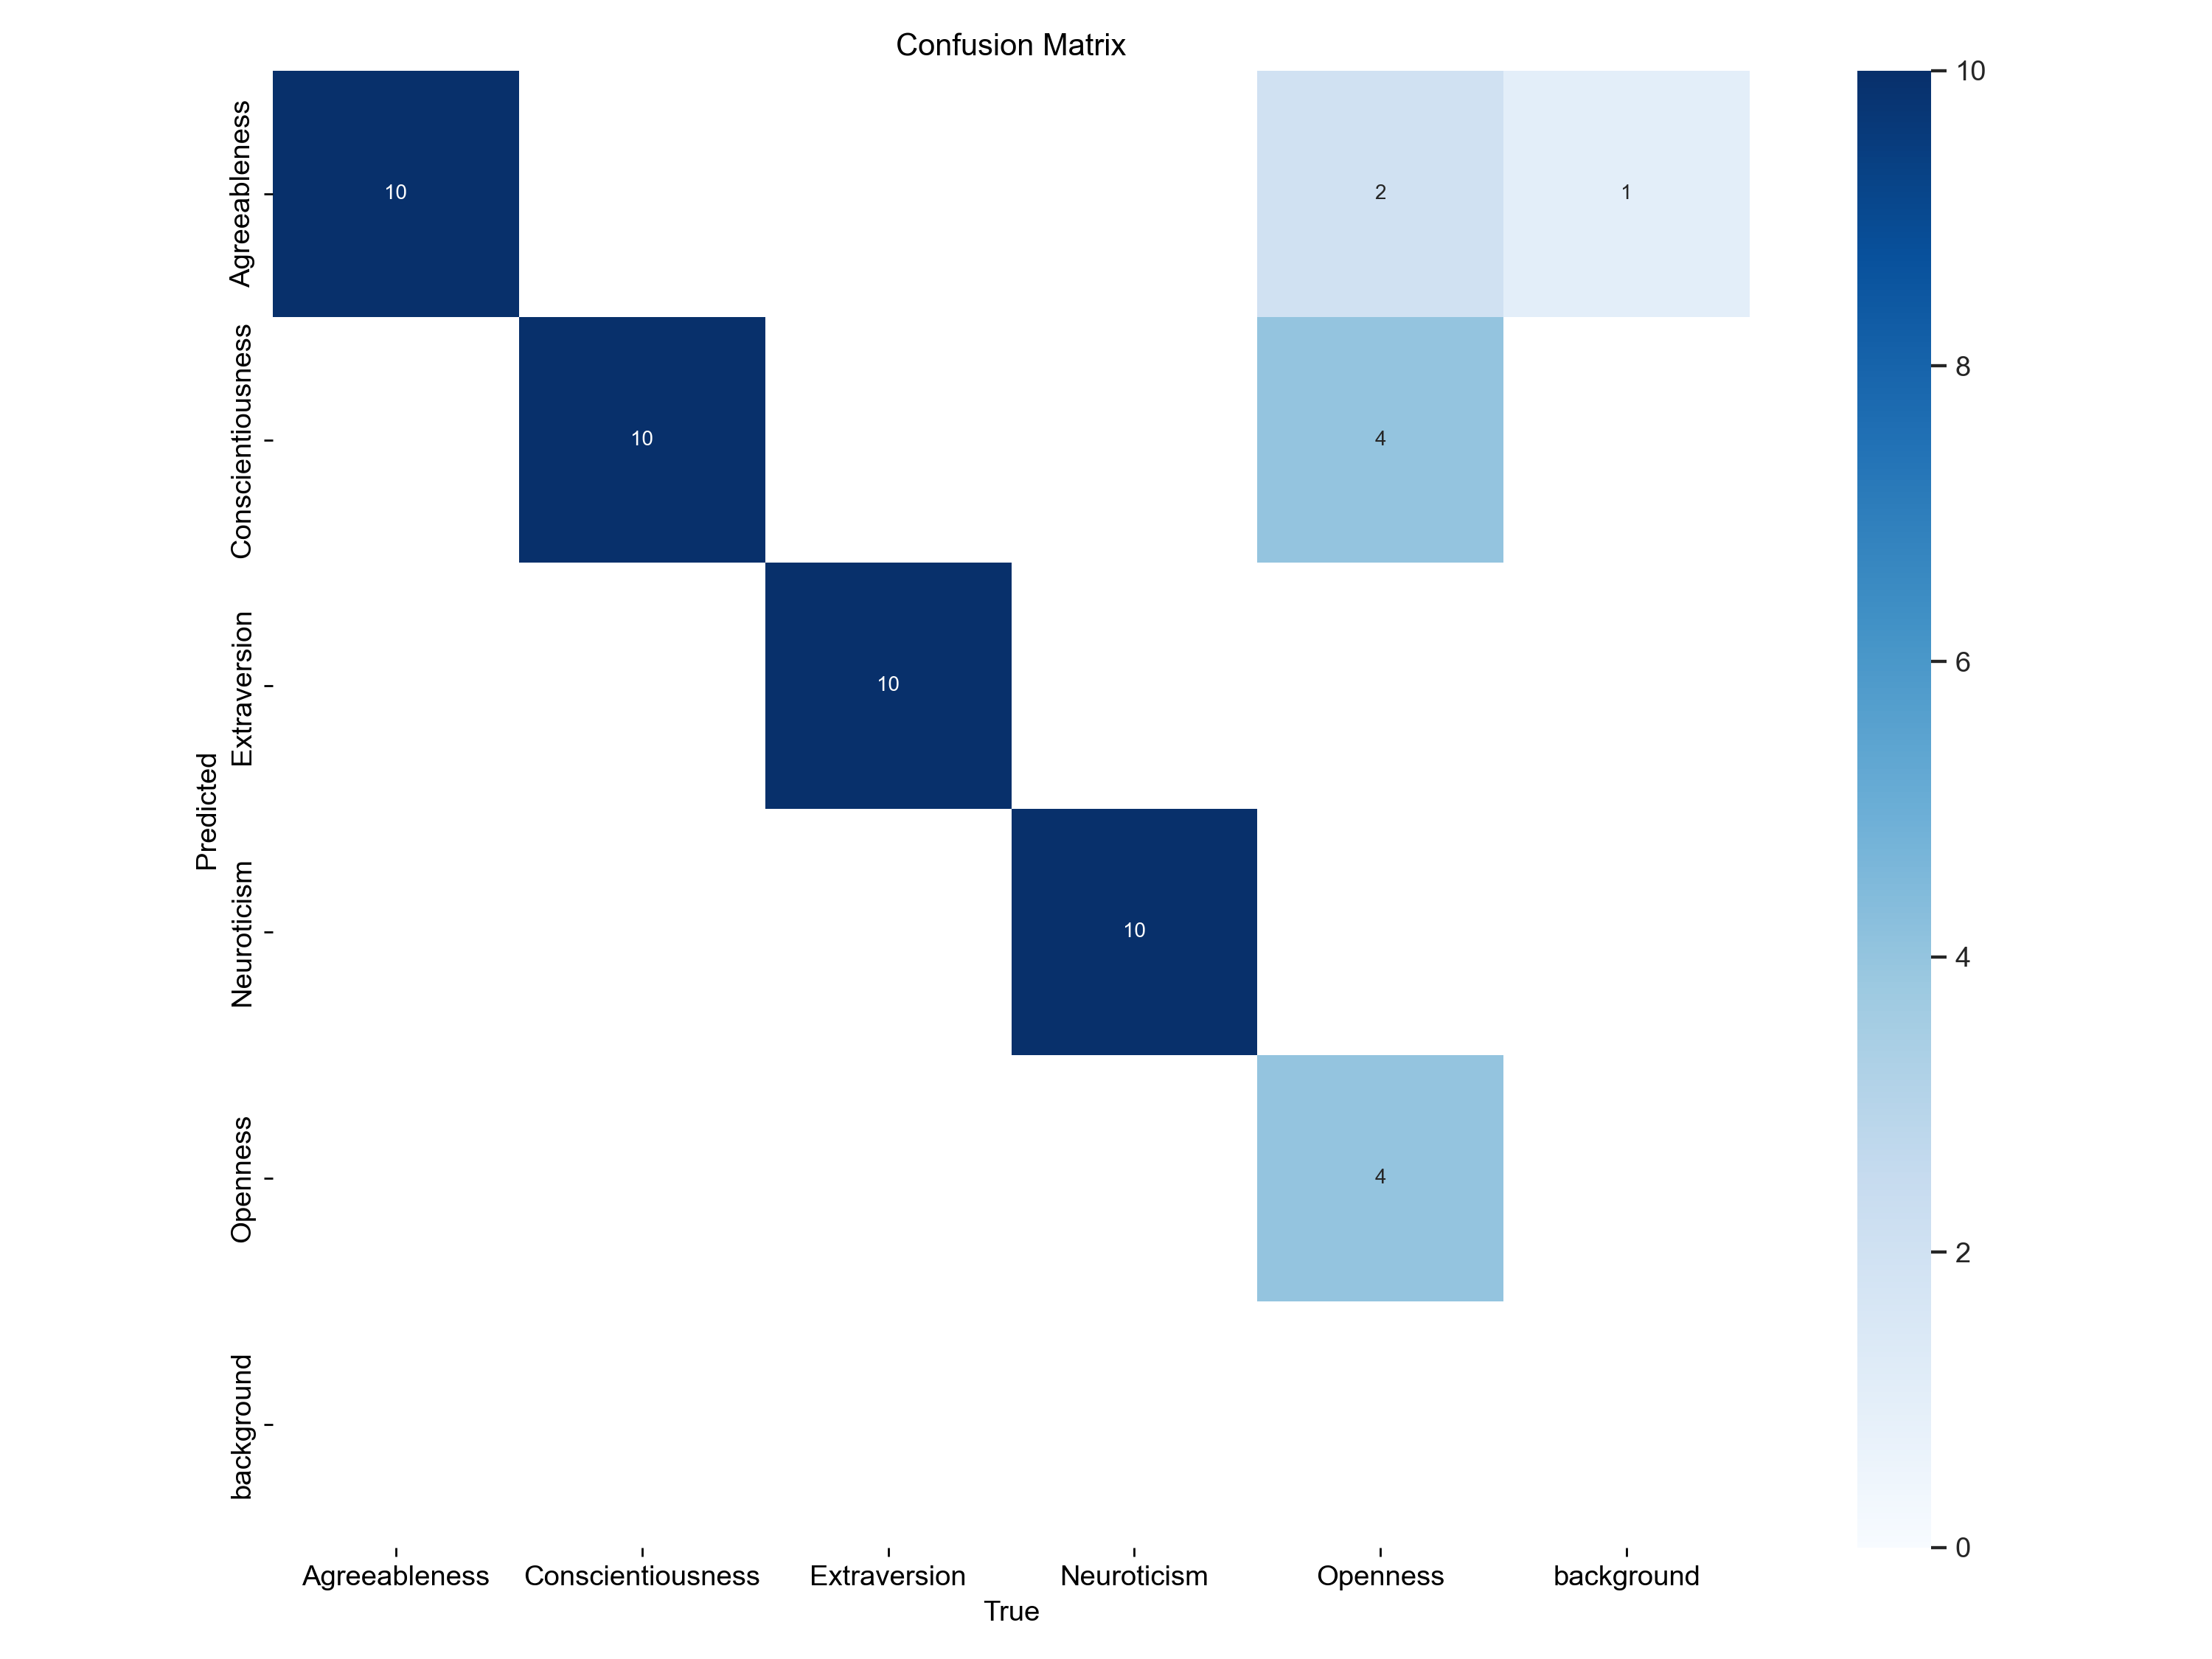 Confusion Matrix
Agreeableness
Conscientiousness
Extraversion
Neuroticism
Openness
background
Predicted
10
2
1
10
4
10
10
4
Agreeableness
Conscientiousness
Extraversion
Neuroticism
Openness
background
True
10
8
6
4
2
0